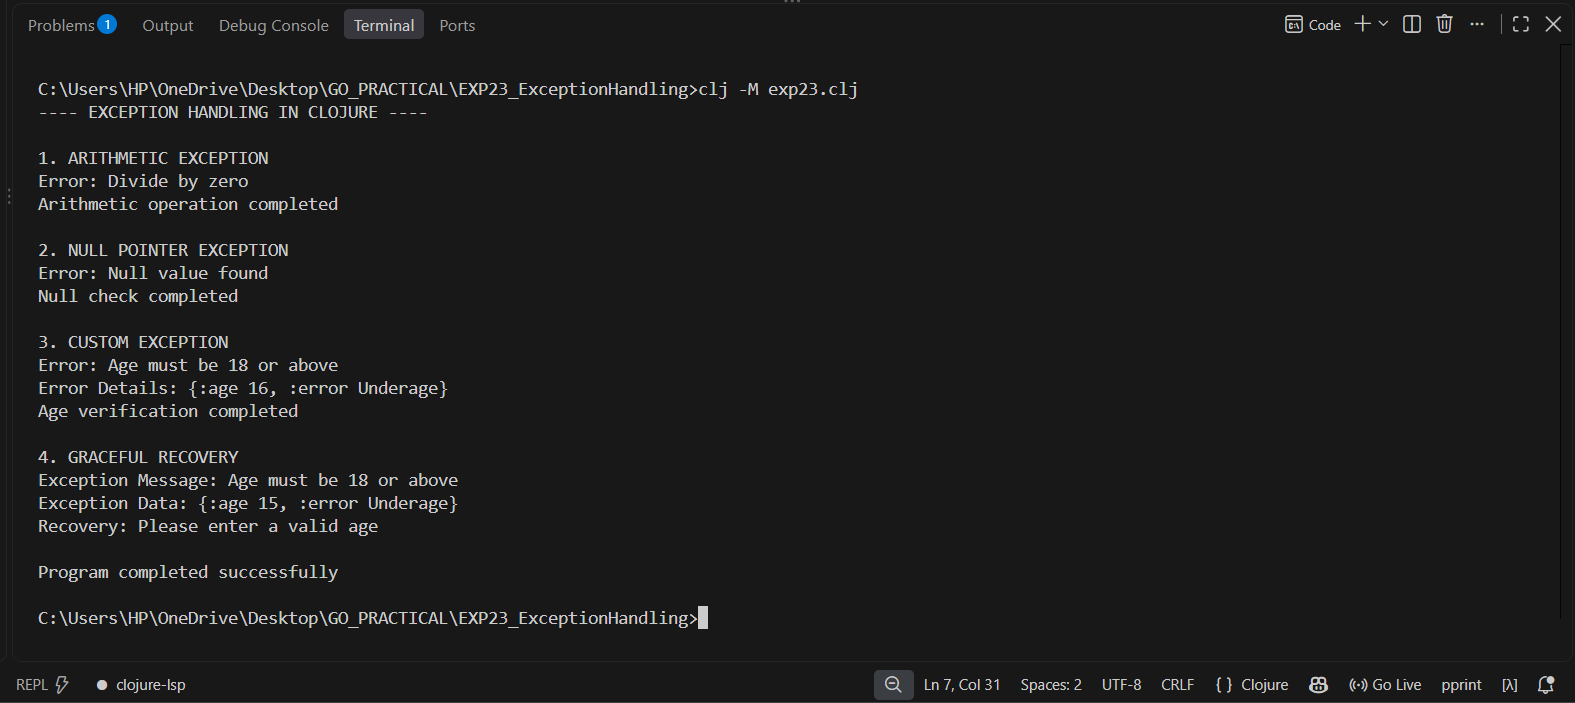 Problems 1 Output Debug Console Terminal Ports Code
C:\Users\HP\OneDrive\Desktop\GO_PRACTICAL\EXP23_ExceptionHandling>clj -M exp23.clj
---- EXCEPTION HANDLING IN CLOJURE ----
1. ARITHMETIC EXCEPTION
Error: Divide by zero
Arithmetic operation completed
2. NULL POINTER EXCEPTION
Error: Null value found
Null check completed
3. CUSTOM EXCEPTION
Error: Age must be 18 or above
Error Details: {:age 16, :error Underage}
Age verification completed
4. GRACEFUL RECOVERY
Exception Message: Age must be 18 or above
Exception Data: {:age 15, :error Underage}
Recovery: Please enter a valid age
Program completed successfully
C:\Users\HP\OneDrive\Desktop\GO_PRACTICAL\EXP23_ExceptionHandling>
REPL clojure-lsp Ln 7, Col 31 Spaces: 2 UTF-8 CRLF { } Clojure Go Live pprint [λ]